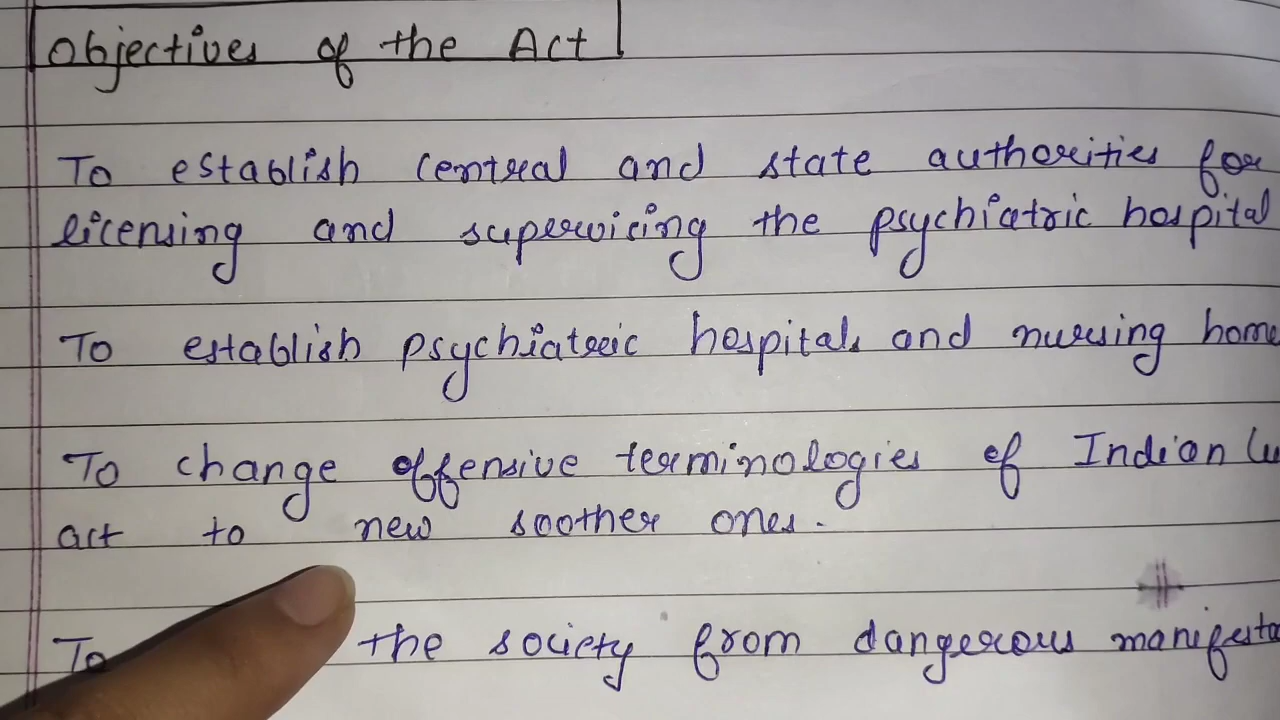 Objectives of the Act
To establish Central and state authorities for
licensing and supervising the psychiatric hospital
To establish psychiatric hospitals and nursing home
To change offensive terminologies of Indian Lu
act to new soother ones.
To the society from dangerous manifesta